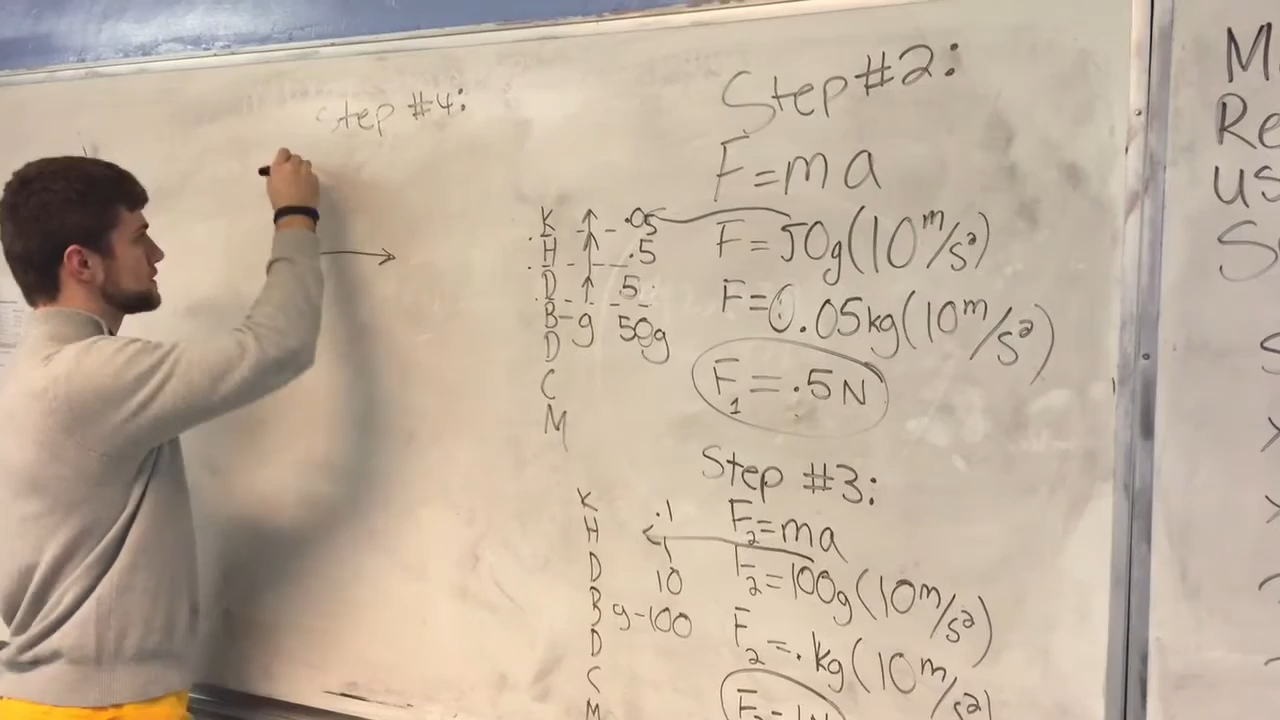 Step #4:
Step #2:
F=ma
K .05
H .5
D 5
B-g 50g
D
C
M
F=50g(10m/s²)
F=0.05kg(10m/s²)
F₁=.5N
Step #3:
K
H .1
D 10
B g-100
D
C
M
F₂=ma
F₂=100g(10m/s²)
F₂=.kg(10m/s²)
Re
us